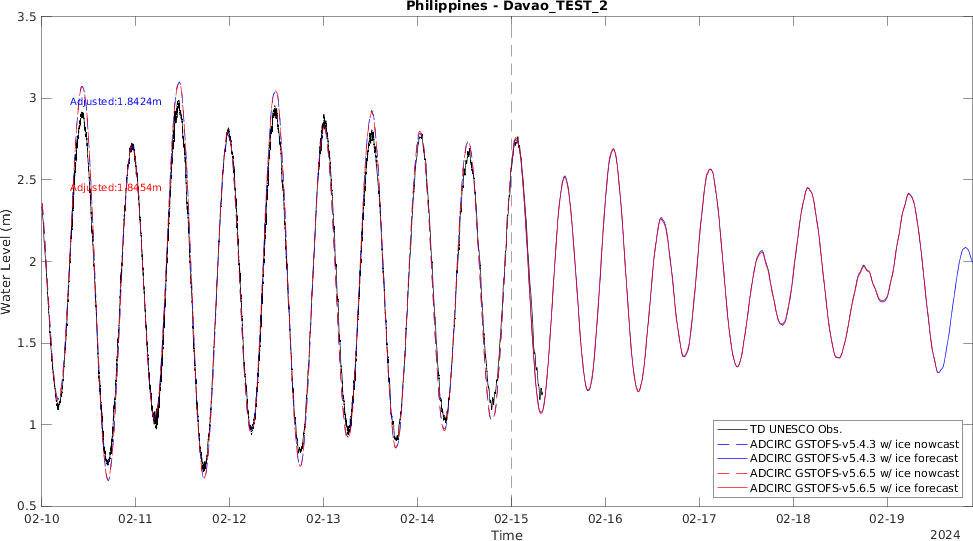 Philippines - Davao_TEST_2
3.5
3
2.5
2
1.5
1
0.5
Water Level (m)
Adjusted:1.8424m
Adjusted:1.8454m
TD UNESCO Obs.
ADCIRC GSTOFS-v5.4.3 w/ ice nowcast
ADCIRC GSTOFS-v5.4.3 w/ ice forecast
ADCIRC GSTOFS-v5.6.5 w/ ice nowcast
ADCIRC GSTOFS-v5.6.5 w/ ice forecast
02-10 02-11 02-12 02-13 02-14 02-15 02-16 02-17 02-18 02-19
Time
2024